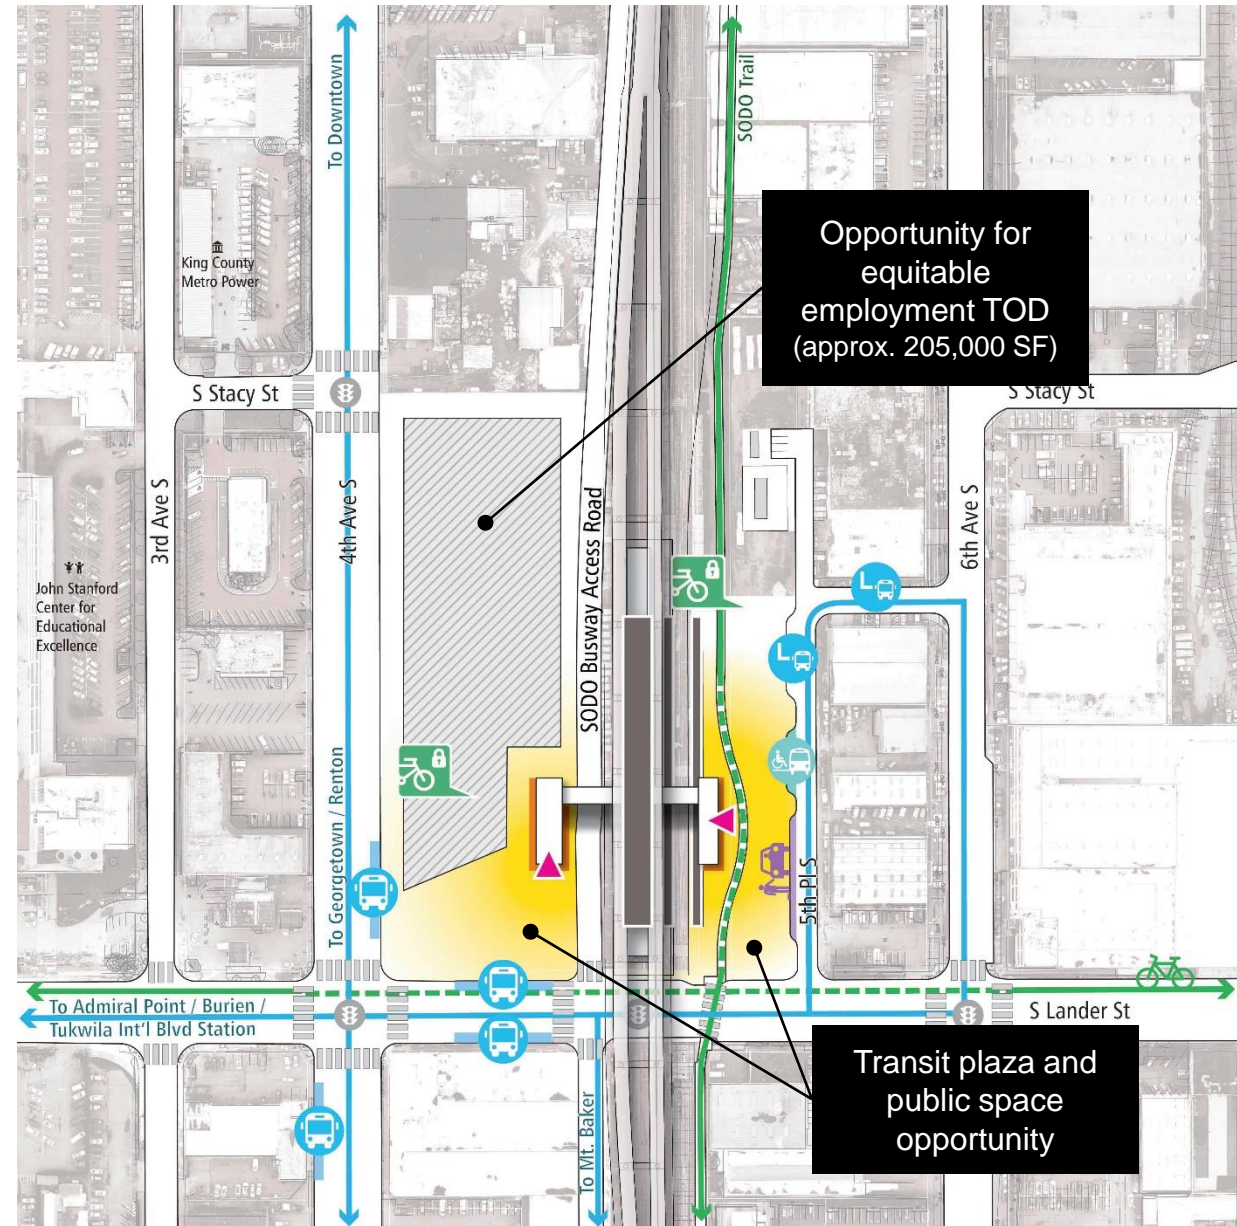 To Downtown
SODO Trail
Opportunity for
equitable
employment TOD
(approx. 205,000 SF)
King County
Metro Power
S Stacy St
S Stacy St
3rd Ave S
4th Ave S
SODO Busway Access Road
6th Ave S
John Stanford
Center for
Educational
Excellence
L
L
To Georgetown / Renton
5th Pl S
To Admiral Point / Burien /
Tukwila Int'l Blvd Station
S Lander St
To Mt. Baker
Transit plaza and
public space
opportunity